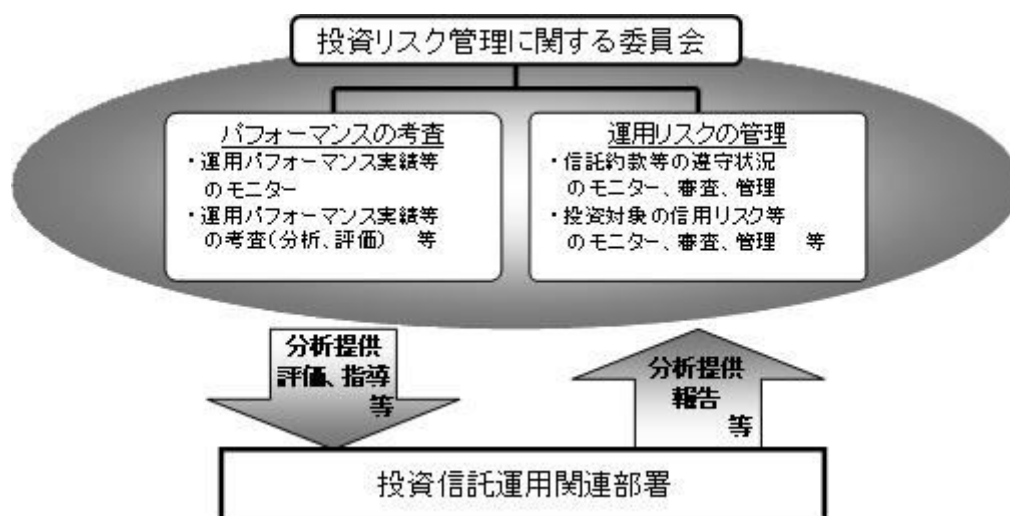 投資リスク管理に関する委員会
パフォーマンスの考査
・運用パフォーマンス実績等
のモニター
・運用パフォーマンス実績等
の考査(分析、評価) 等
運用リスクの管理
・信託約款等の遵守状況
のモニター、審査、管理
・投資対象の信用リスク等
のモニター、審査、管理 等
分析提供
評価、指導
等
分析提供
報告
等
投資信託運用関連部署